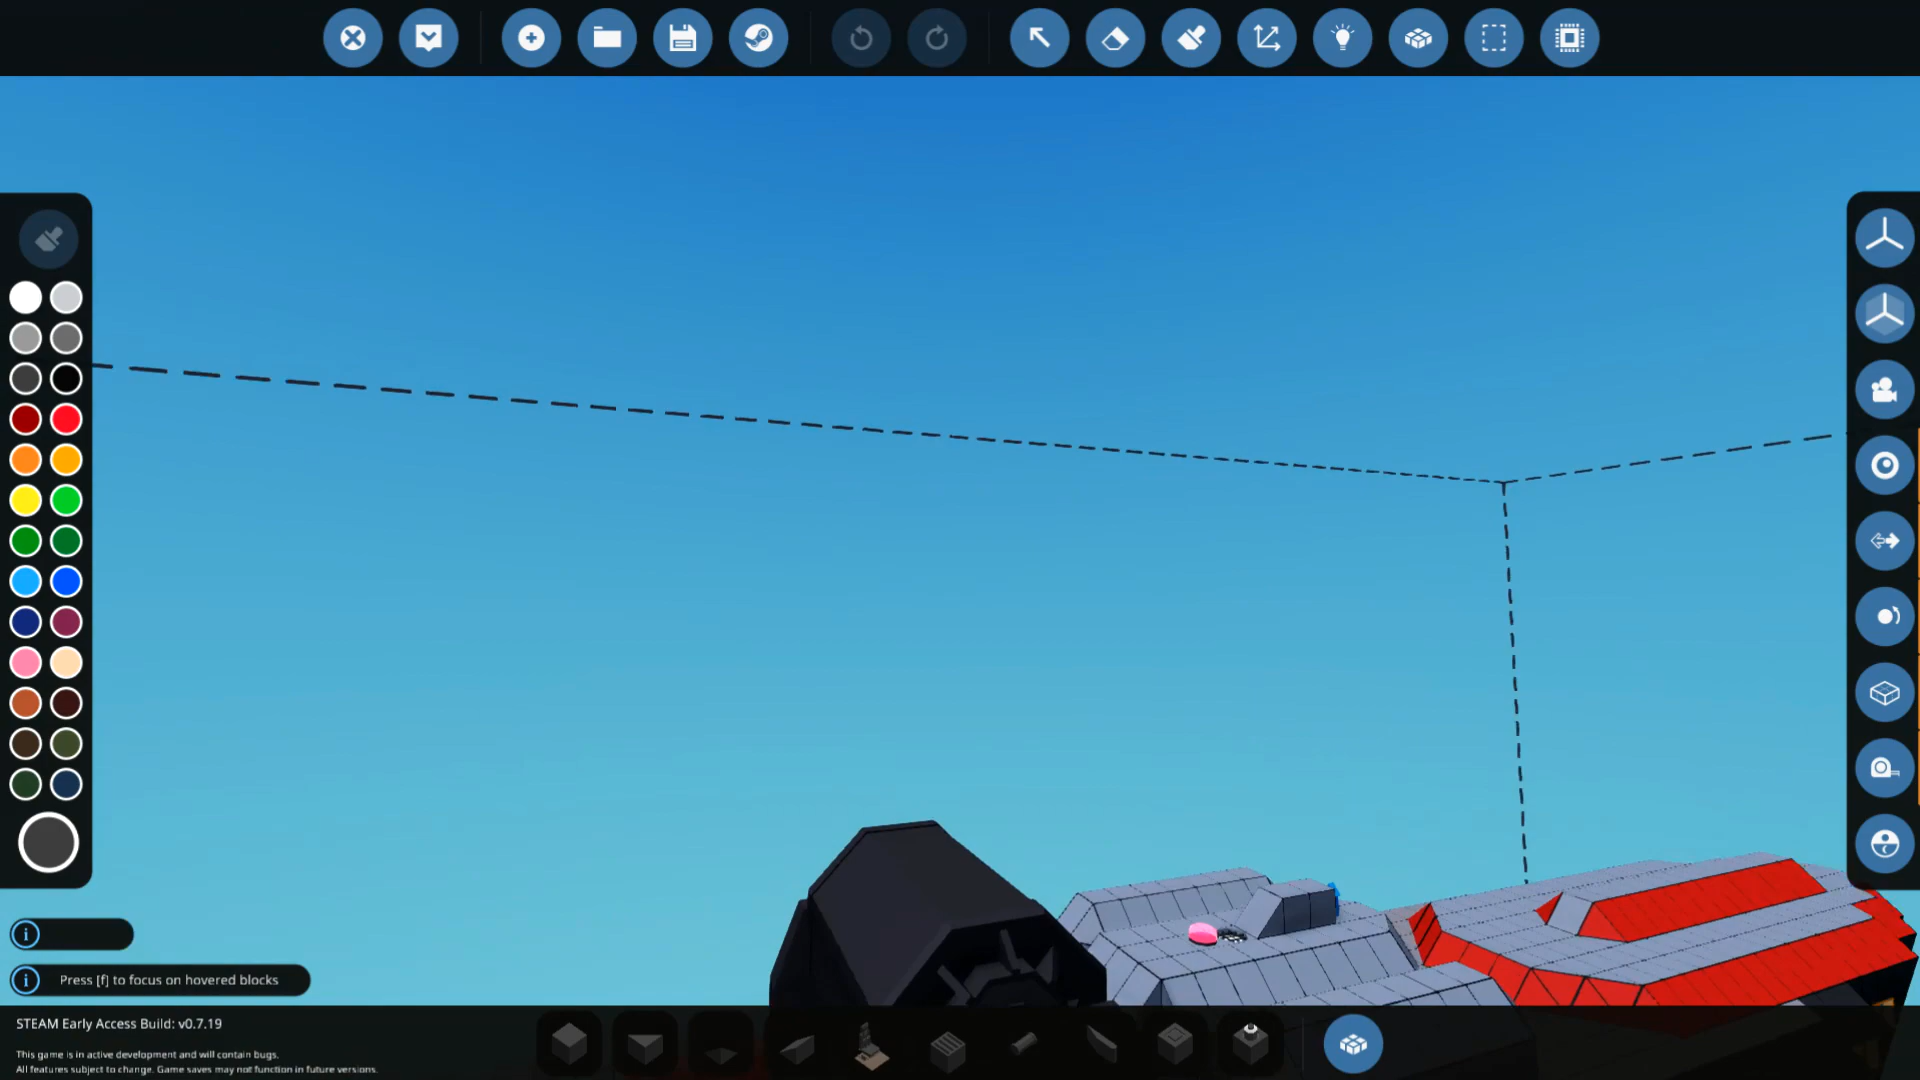 Press [f] to focus on hovered blocks
STEAM Early Access Build: v0.7.19
This game is in active development and will contain bugs.
All features subject to change. Game saves may not function in future versions.